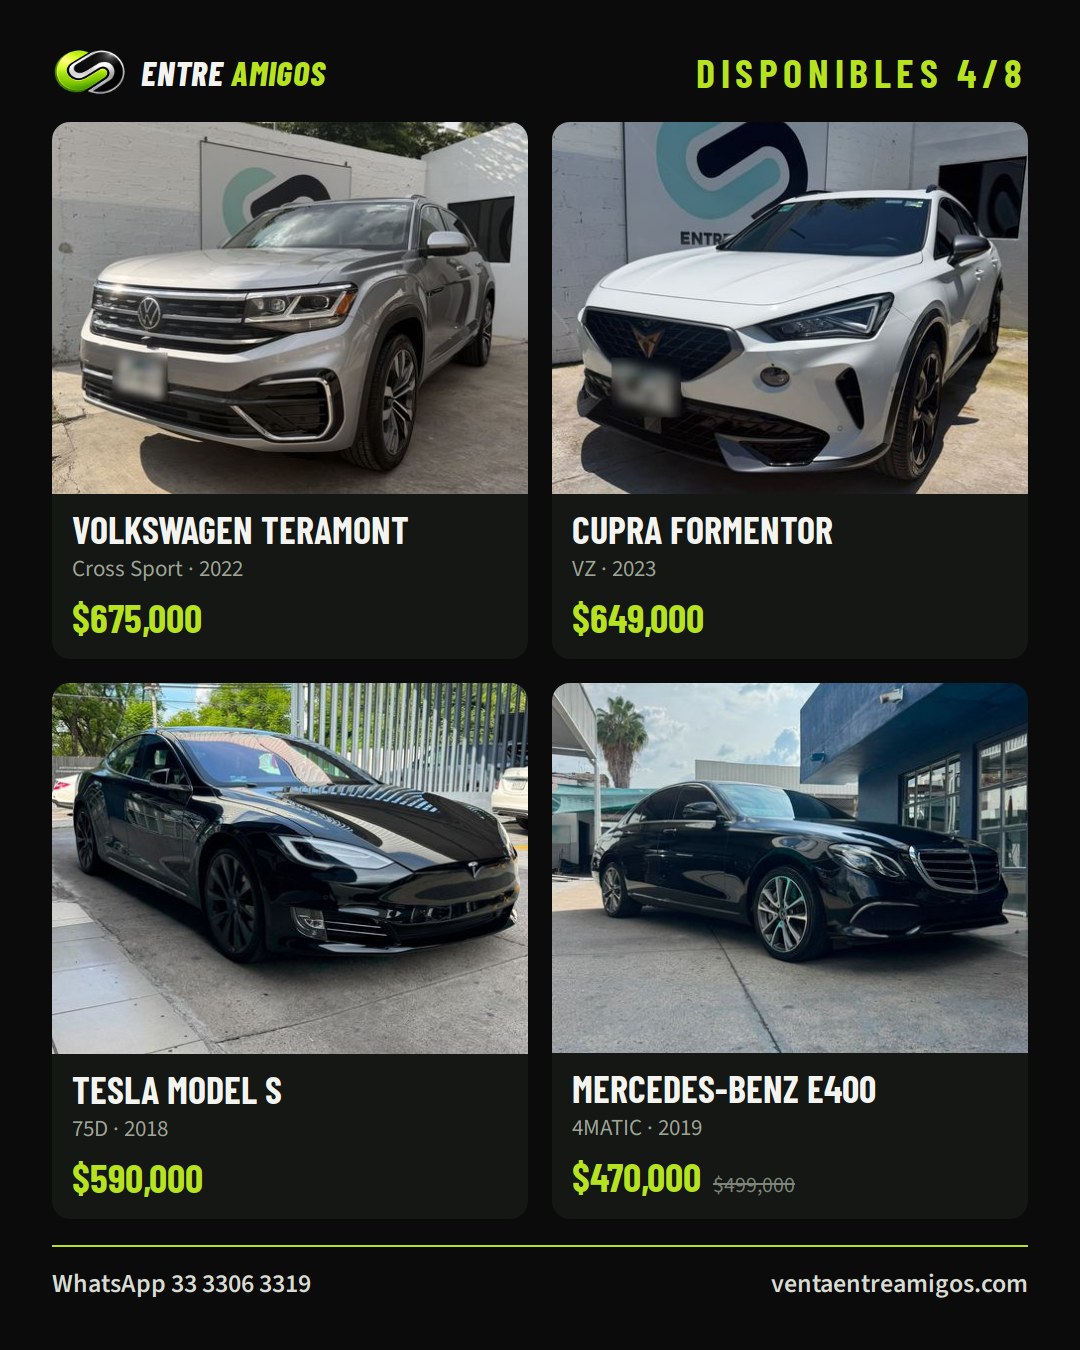 ENTRE AMIGOS
DISPONIBLES 4/8
ENTRE
VOLKSWAGEN TERAMONT
Cross Sport · 2022
$675,000
CUPRA FORMENTOR
VZ · 2023
$649,000
TESLA MODEL S
75D · 2018
$590,000
MERCEDES-BENZ E400
4MATIC · 2019
$470,000 $499,000
WhatsApp 33 3306 3319
ventaentreamigos.com